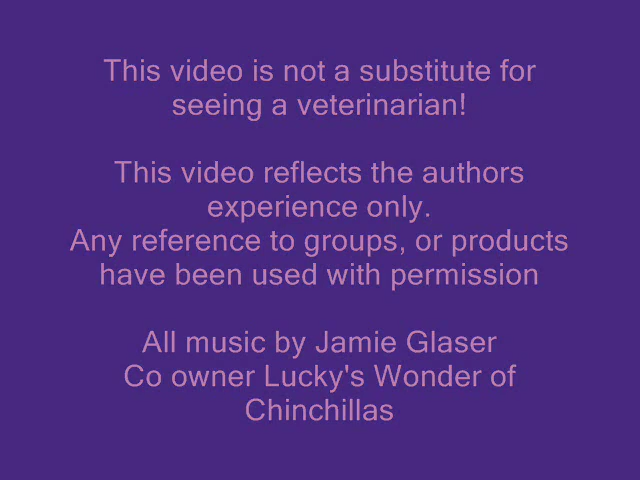 This video is not a substitute for
seeing a veterinarian!
This video reflects the authors
experience only.
Any reference to groups, or products
have been used with permission
All music by Jamie Glaser
Co owner Lucky's Wonder of
Chinchillas